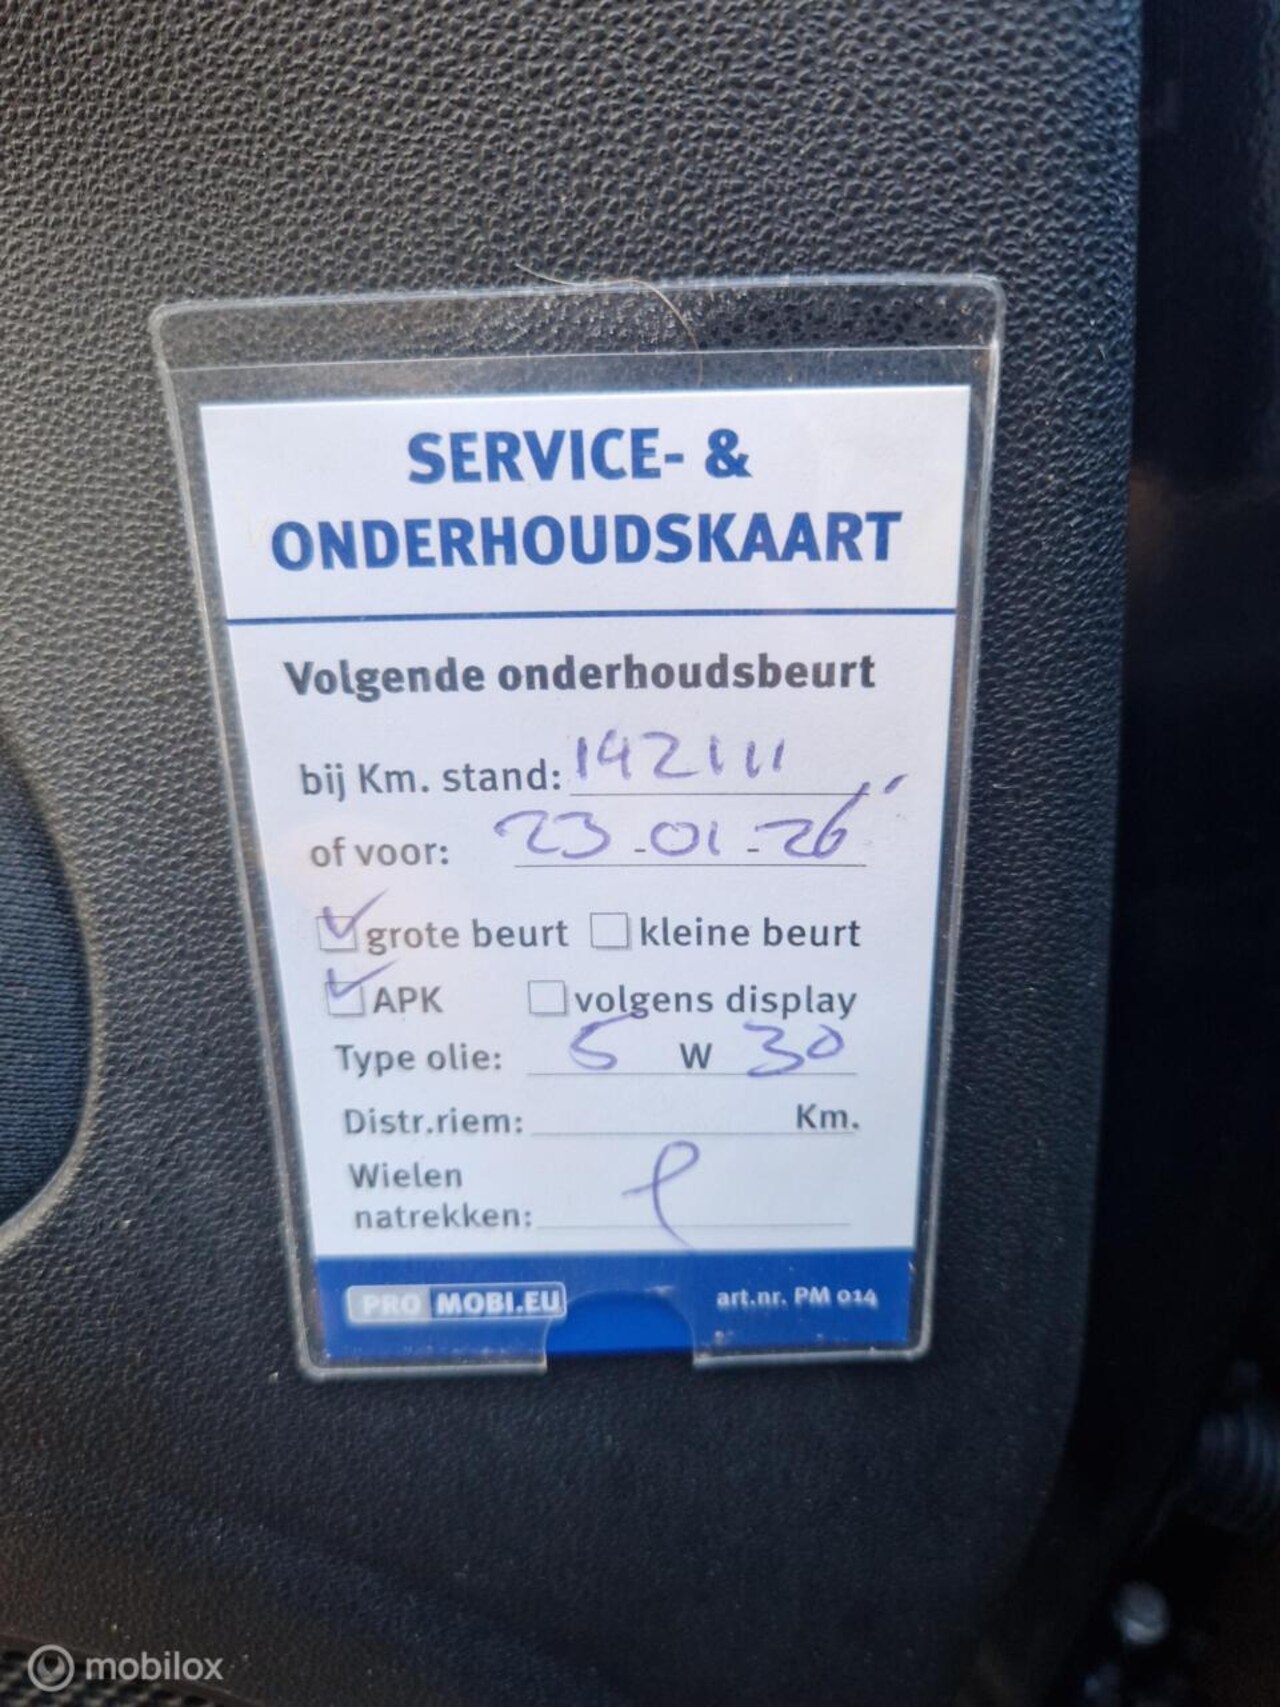 SERVICE- &
ONDERHOUDSKAART
Volgende onderhoudsbeurt
bij Km. stand: 142111
of voor: 23-01-26
grote beurt kleine beurt
APK volgens display
Type olie: 5 W 30
Distr.riem: Km.
Wielen
natrekken:
PRO MOBI.EU art.nr. PM 014
mobilox